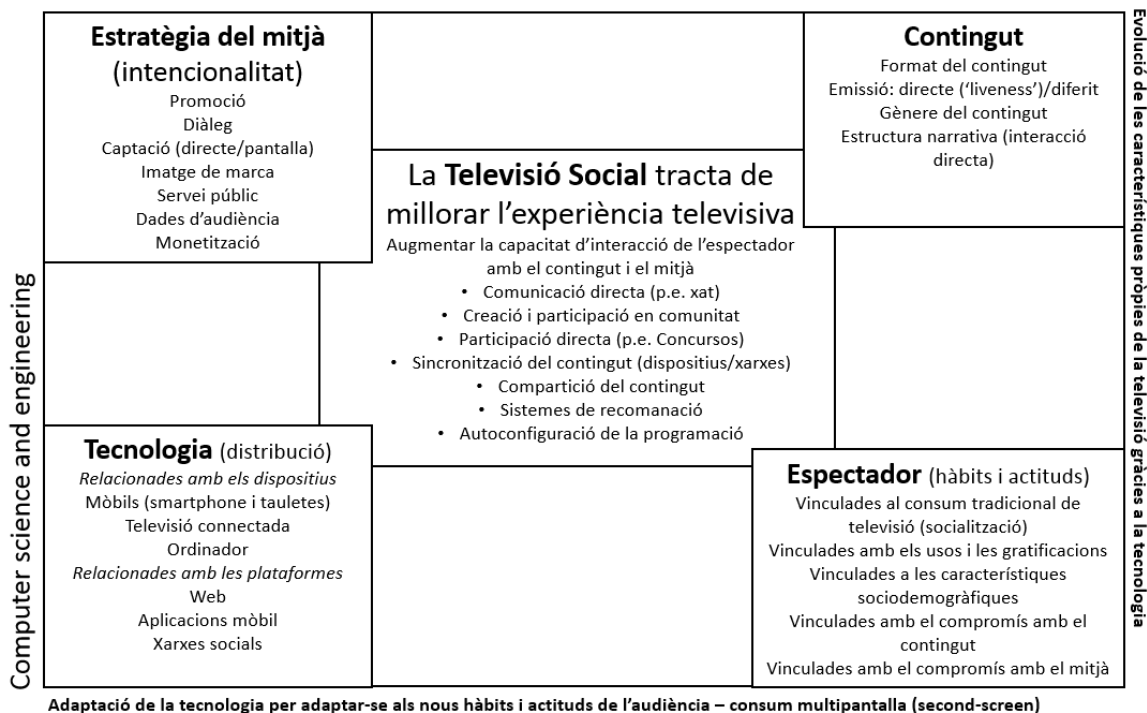 Estratègia del mitjà
(intencionalitat)
Promoció
Diàleg
Captació (directe/pantalla)
Imatge de marca
Servei públic
Dades d’audiència
Monetització
Contingut
Format del contingut
Emissió: directe (‘liveness’)/diferit
Gènere del contingut
Estructura narrativa (interacció
directa)
La Televisió Social tracta de
millorar l’experiència televisiva
Augmentar la capacitat d’interacció de l’espectador
amb el contingut i el mitjà
• Comunicació directa (p.e. xat)
• Creació i participació en comunitat
• Participació directa (p.e. Concursos)
• Sincronització del contingut (dispositius/xarxes)
• Compartició del contingut
• Sistemes de recomanació
• Autoconfiguració de la programació
Tecnologia (distribució)
Relacionades amb els dispositius
Mòbils (smartphone i tauletes)
Televisió connectada
Ordinador
Relacionades amb les plataformes
Web
Aplicacions mòbil
Xarxes socials
Espectador (hàbits i actituds)
Vinculades al consum tradicional de
televisió (socialització)
Vinculades amb els usos i les gratificacions
Vinculades a les característiques
sociodemogràfiques
Vinculades amb el compromís amb el
contingut
Vinculades amb el compromís amb el mitjà
Computer science and engineering
Evolució de les característiques pròpies de la televisió gràcies a la tecnologia
Adaptació de la tecnologia per adaptar-se als nous hàbits i actituds de l’audiència – consum multipantalla (second-screen)